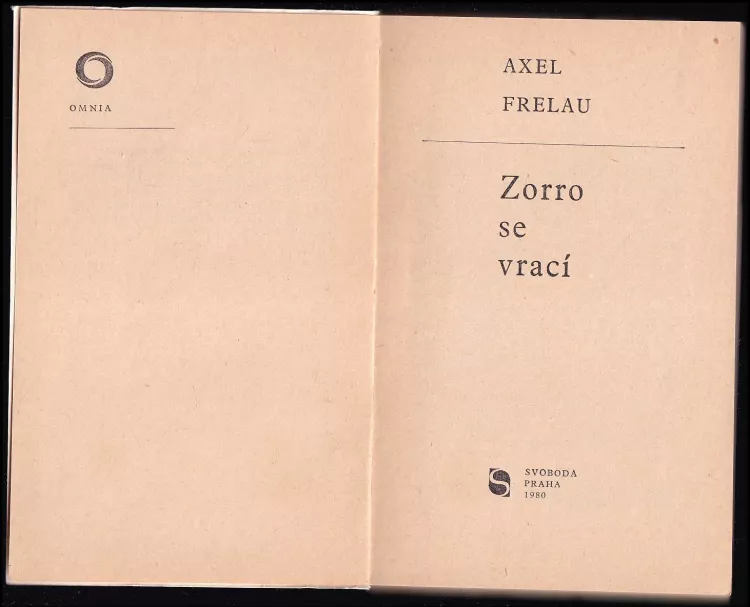 OMNIA
AXEL
FRELAU
Zorro
se
vrací
SVOBODA
PRAHA
1980